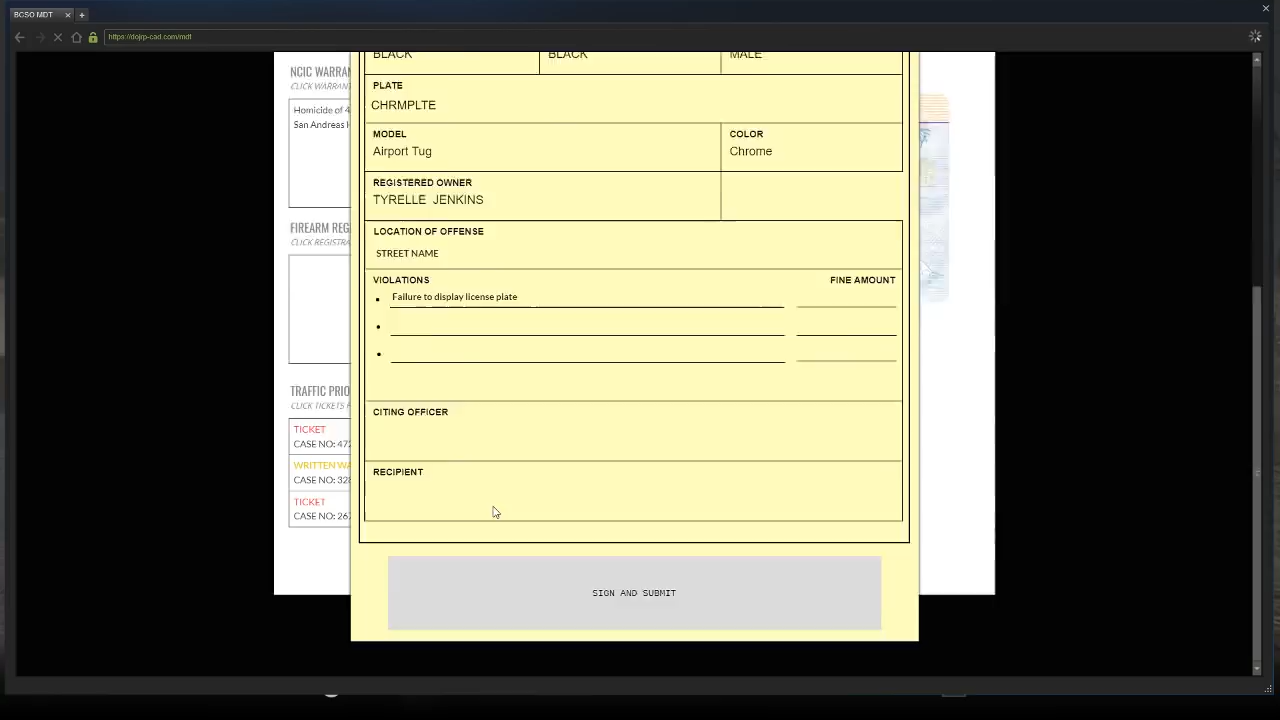 BCSO MDT
https://dojrp-cad.com/mdt
NCIC WARRAN
CLICK WARRANT
Homicide of 4
San Andreas
FIREARM REG
CLICK REGISTRA
TRAFFIC PRIO
CLICK TICKETS
TICKET
CASE NO: 472
WRITTEN WA
CASE NO: 328
TICKET
CASE NO: 267
BLACK
BLACK
MALE
PLATE
CHRMPLTE
MODEL
Airport Tug
COLOR
Chrome
REGISTERED OWNER
TYRELLE JENKINS
LOCATION OF OFFENSE
STREET NAME
VIOLATIONS
FINE AMOUNT
Failure to display license plate
CITING OFFICER
RECIPIENT
SIGN AND SUBMIT